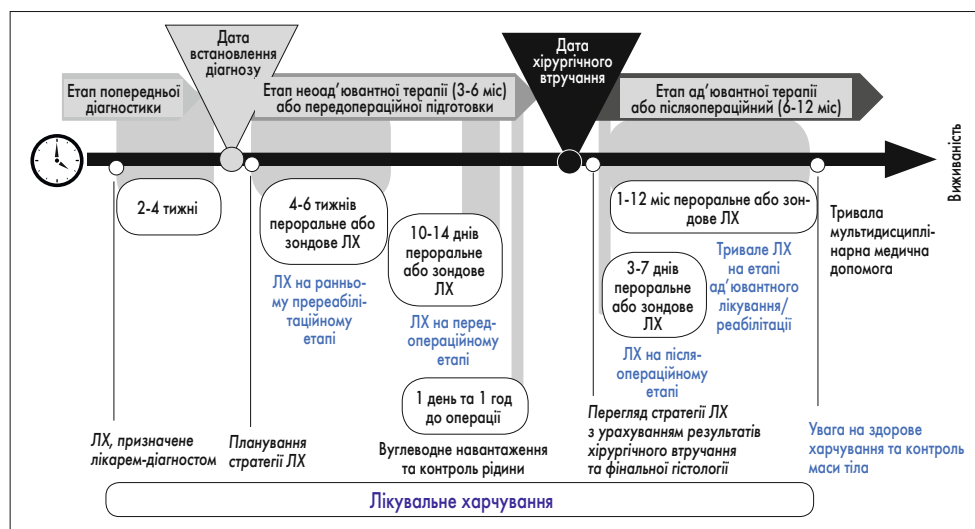 Дата
встановлення
діагнозу
Дата
хірургічного
втручання
Етап попередньої
діагностики
Етап неоад’ювантної терапії (3-6 міс)
або передопераційної підготовки
Етап ад’ювантної терапії
або післяопераційний (6-12 міс)
Виживаність
2-4 тижні
4-6 тижнів
пероральне або
зондове ЛХ
ЛХ на ранньо-
му пререабілі-
таційному
етапі
10-14 днів
пероральне
або зондове
ЛХ
ЛХ на перед-
операційному
етапі
1 день та 1 год
до операції
Вуглеводне навантаження
та контроль рідини
1-12 міс пероральне або зон-
дове ЛХ
3-7 днів
пероральне
або зондове
ЛХ
ЛХ на після-
операційному
етапі
Тривале ЛХ
на етапі
ад’ювантного
лікування/
реабілітації
Тривала
мультидисциплі-
нарна медична
допомога
ЛХ, призначене
лікарем-діагностом
Планування
стратегії ЛХ
Перегляд стратегії ЛХ
з урахуванням результатів
хірургічного втручання
та фінальної гістології
Увага на здорове
харчування та контроль
маси тіла
Лікувальне харчування